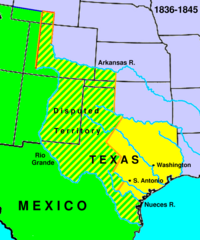 1836-1845
Arkansas R.
Disputed
Territory
Rio
Grande
TEXAS
Washington
S. Antonio
Nueces R.
MEXICO